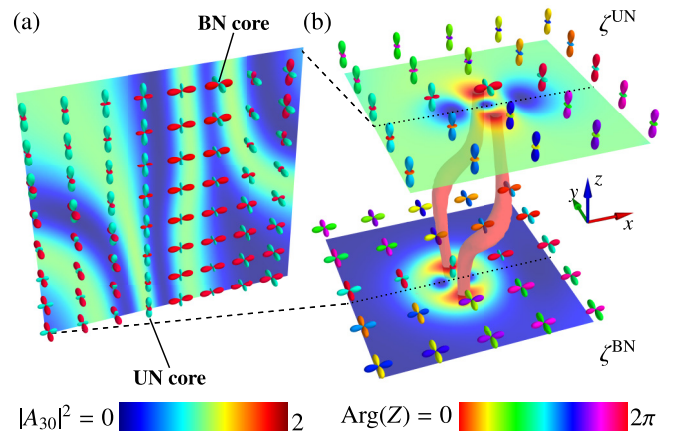 (a)
BN core
(b)
ζ^UN
z
y
x
UN core
ζ^BN
|A₃₀|² = 0
2
Arg(Z) = 0
2π